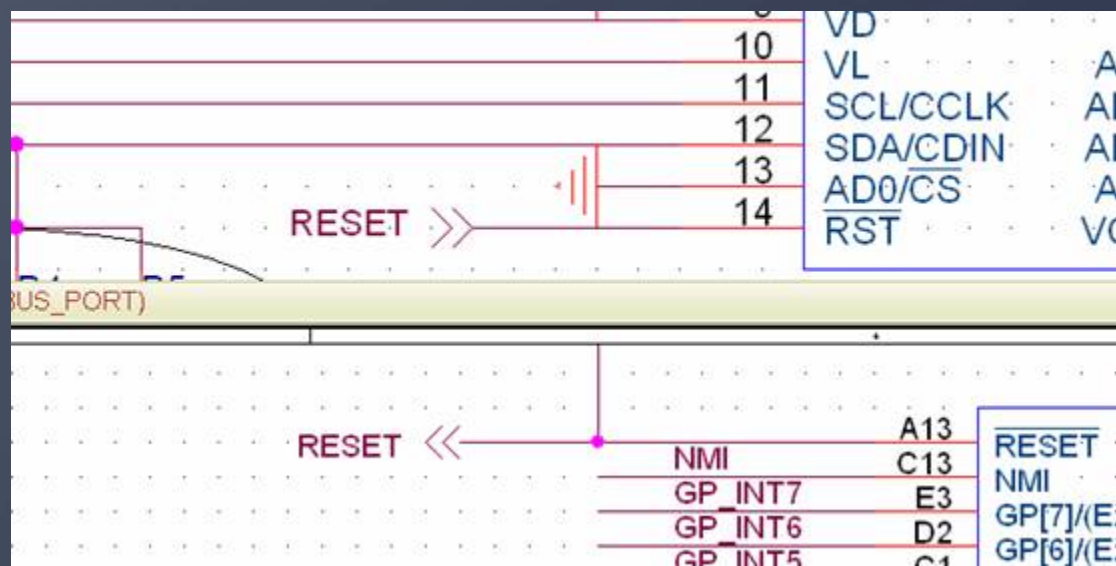 VD
10
VL
11
SCL/CCLK
12
SDA/CDIN
13
AD0/CS
RESET
14
RST
BUS_PORT)
RESET
A13
RESET
NMI
C13
NMI
GP_INT7
E3
GP[7]/(E
GP_INT6
D2
GP[6]/(E
GP_INT5